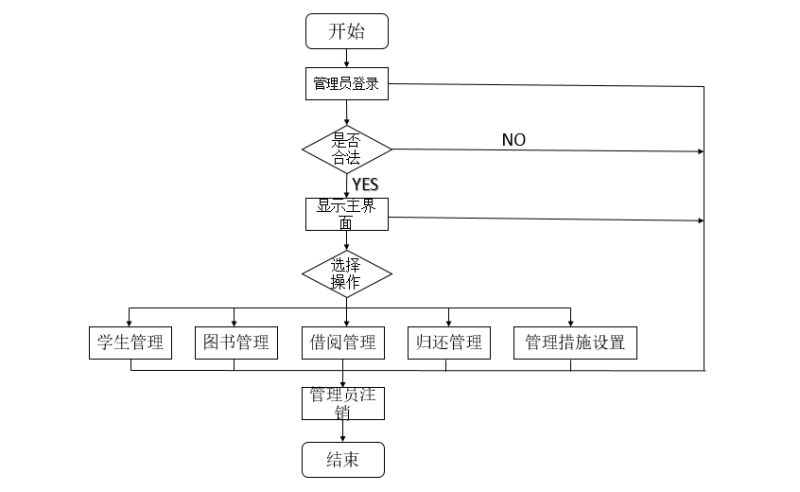 开始
管理员登录
是否
合法
NO
YES
显示主界
面
选择
操作
学生管理
图书管理
借阅管理
归还管理
管理措施设置
管理员注
销
结束